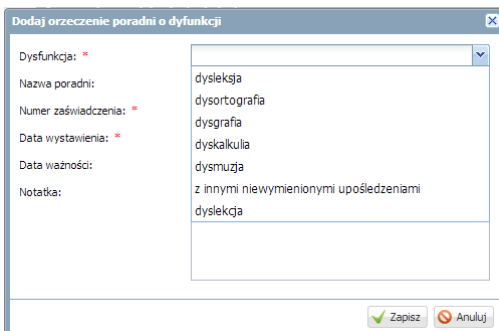 Dodaj orzeczenie poradni o dyfunkcji
Dysfunkcja: *
Nazwa poradni:
Numer zaświadczenia: *
Data wystawienia: *
Data ważności:
Notatka:
dysleksja
dysortografia
dysgrafia
dyskalkulia
dysmuzja
z innymi niewymienionymi upośledzeniami
dyslekcja
Zapisz
Anuluj